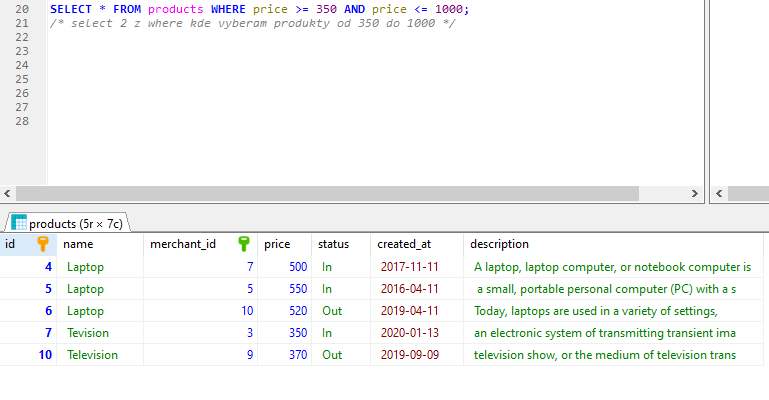 20 SELECT * FROM products WHERE price >= 350 AND price <= 1000;
21 /* select 2 z where kde vyberam produkty od 350 do 1000 */
22
23
24
25
26
27
28
products (5r × 7c)
id name merchant_id price status created_at description
4 Laptop 7 500 In 2017-11-11 A laptop, laptop computer, or notebook computer is
5 Laptop 5 550 In 2016-04-11 a small, portable personal computer (PC) with a s
6 Laptop 10 520 Out 2019-04-11 Today, laptops are used in a variety of settings,
7 Tevision 3 350 In 2020-01-13 an electronic system of transmitting transient ima
10 Television 9 370 Out 2019-09-09 television show, or the medium of television trans